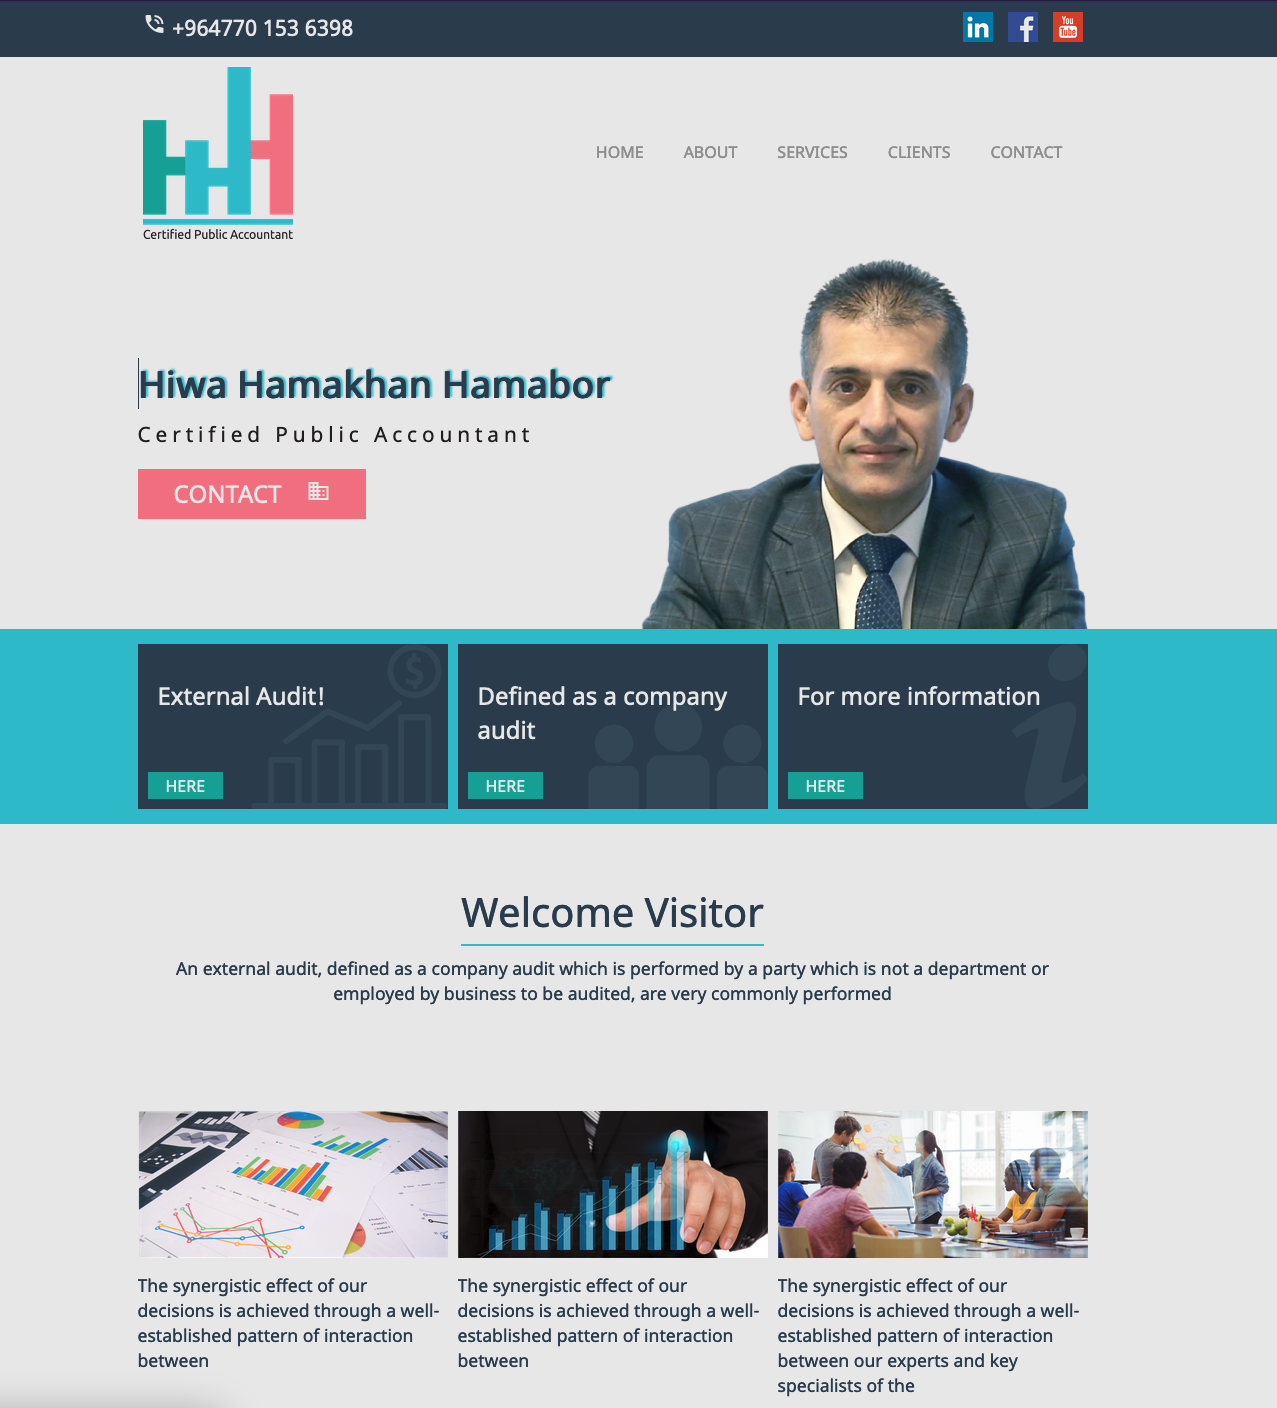 +964770 153 6398
in
f
You
Tube
Certified Public Accountant
HOME ABOUT SERVICES CLIENTS CONTACT
Hiwa Hamakhan Hamabor
Certified Public Accountant
CONTACT
External Audit!
HERE
Defined as a company
audit
HERE
For more information
HERE
Welcome Visitor
An external audit, defined as a company audit which is performed by a party which is not a department or
employed by business to be audited, are very commonly performed
The synergistic effect of our
decisions is achieved through a well-
established pattern of interaction
between
The synergistic effect of our
decisions is achieved through a well-
established pattern of interaction
between
The synergistic effect of our
decisions is achieved through a well-
established pattern of interaction
between our experts and key
specialists of the